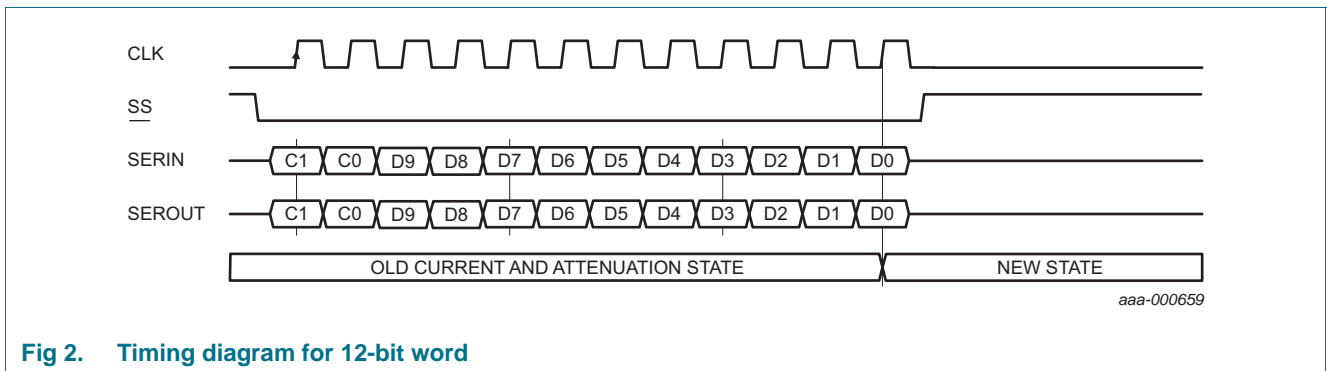 CLK
SS
SERIN C1 C0 D9 D8 D7 D6 D5 D4 D3 D2 D1 D0
SEROUT C1 C0 D9 D8 D7 D6 D5 D4 D3 D2 D1 D0
OLD CURRENT AND ATTENUATION STATE NEW STATE
aaa-000659
Fig 2. Timing diagram for 12-bit word